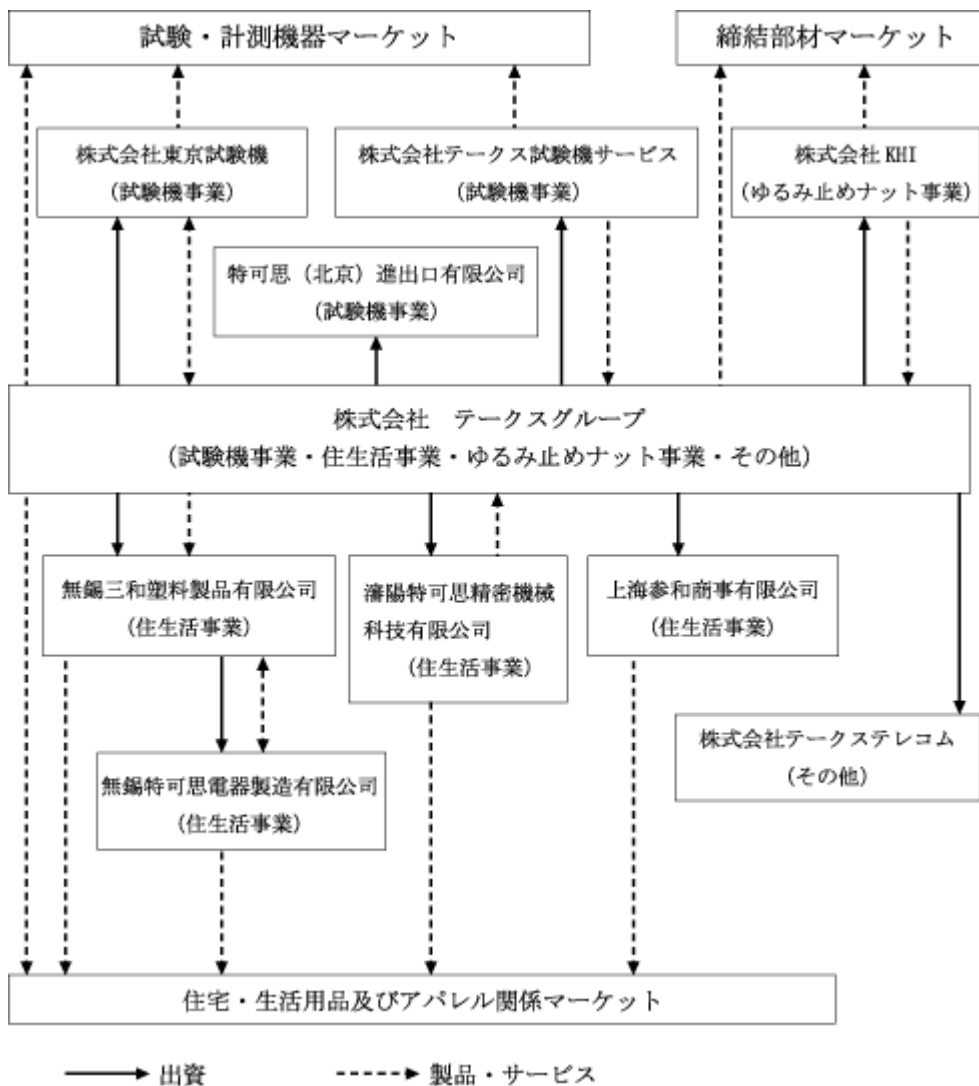 試験・計測機器マーケット
締結部材マーケット
株式会社東京試験機
(試験機事業)
株式会社テークス試験機サービス
(試験機事業)
株式会社 KHI
(ゆるみ止めナット事業)
特可思（北京）進出口有限公司
(試験機事業)
株式会社　テークスグループ
(試験機事業・住生活事業・ゆるみ止めナット事業・その他)
無錫三和塑料製品有限公司
(住生活事業)
瀋陽特可思精密機械
科技有限公司
(住生活事業)
上海参和商事有限公司
(住生活事業)
株式会社テークステレコム
(その他)
無錫特可思電器製造有限公司
(住生活事業)
住宅・生活用品及びアパレル関係マーケット
出資
製品・サービス